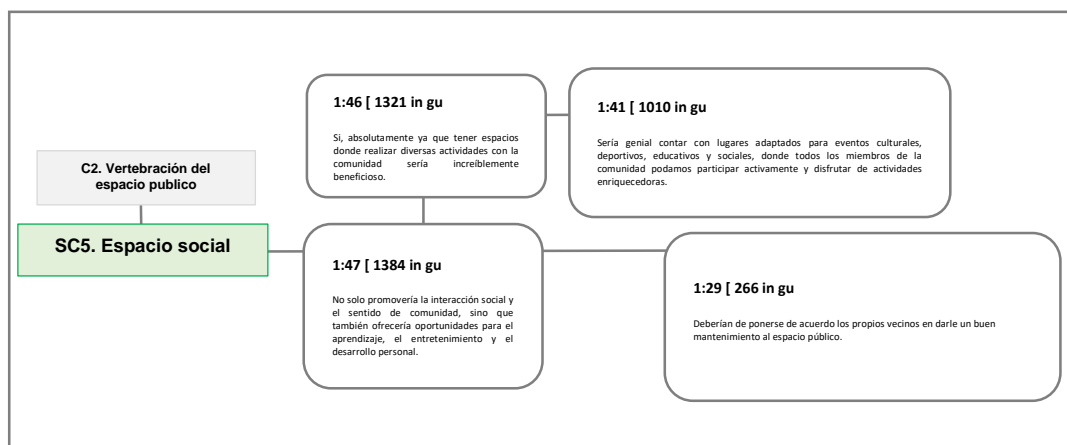 C2. Vertebración del
espacio publico
SC5. Espacio social
1:46 [ 1321 in gu
Si, absolutamente ya que tener espacios
donde realizar diversas actividades con la
comunidad sería increíblemente
beneficioso.
1:41 [ 1010 in gu
Sería genial contar con lugares adaptados para eventos culturales,
deportivos, educativos y sociales, donde todos los miembros de la
comunidad podamos participar activamente y disfrutar de actividades
enriquecedoras.
1:47 [ 1384 in gu
No solo promovería la interacción social y
el sentido de comunidad, sino que
también ofrecería oportunidades para el
aprendizaje, el entretenimiento y el
desarrollo personal.
1:29 [ 266 in gu
Deberían de ponerse de acuerdo los propios vecinos en darle un buen
mantenimiento al espacio público.